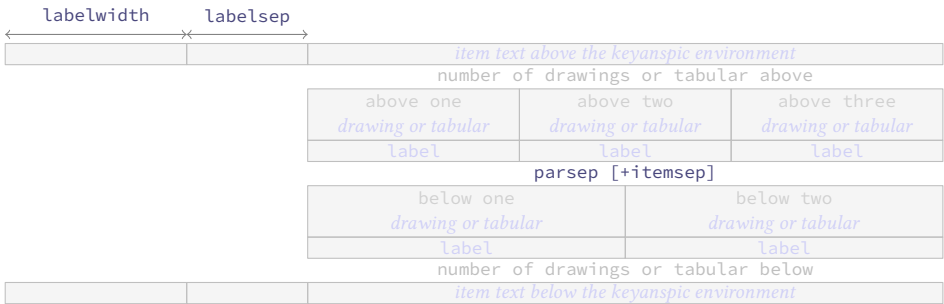 labelwidth labelsep
item text above the keyanspic environment
number of drawings or tabular above
above one above two above three
drawing or tabular drawing or tabular drawing or tabular
label label label
parsep [+itemsep]
below one below two
drawing or tabular drawing or tabular
label label
number of drawings or tabular below
item text below the keyanspic environment